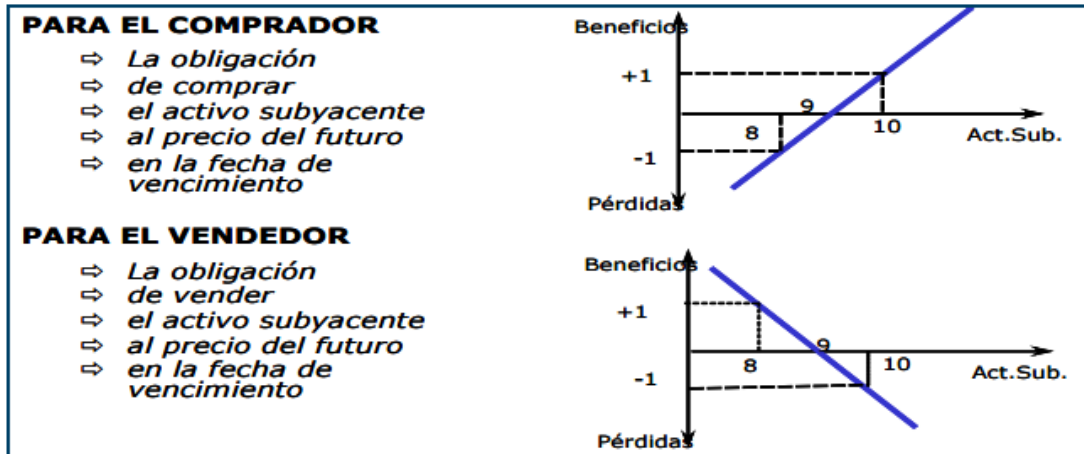 PARA EL COMPRADOR
⇨ La obligación
⇨ de comprar
⇨ el activo subyacente
⇨ al precio del futuro
⇨ en la fecha de
vencimiento
Beneficios
+1
9
8
10
Act.Sub.
-1
Pérdidas
PARA EL VENDEDOR
⇨ La obligación
⇨ de vender
⇨ el activo subyacente
⇨ al precio del futuro
⇨ en la fecha de
vencimiento
Beneficios
+1
9
8
10
Act.Sub.
-1
Pérdidas